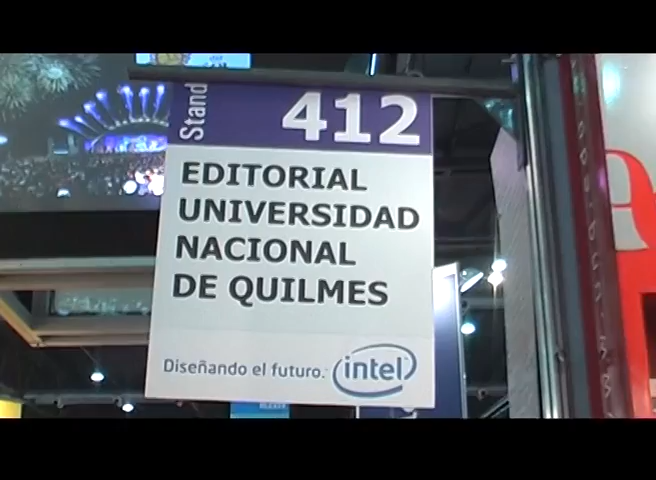 Stand 412
EDITORIAL
UNIVERSIDAD
NACIONAL
DE QUILMES
Diseñando el futuro.
intel